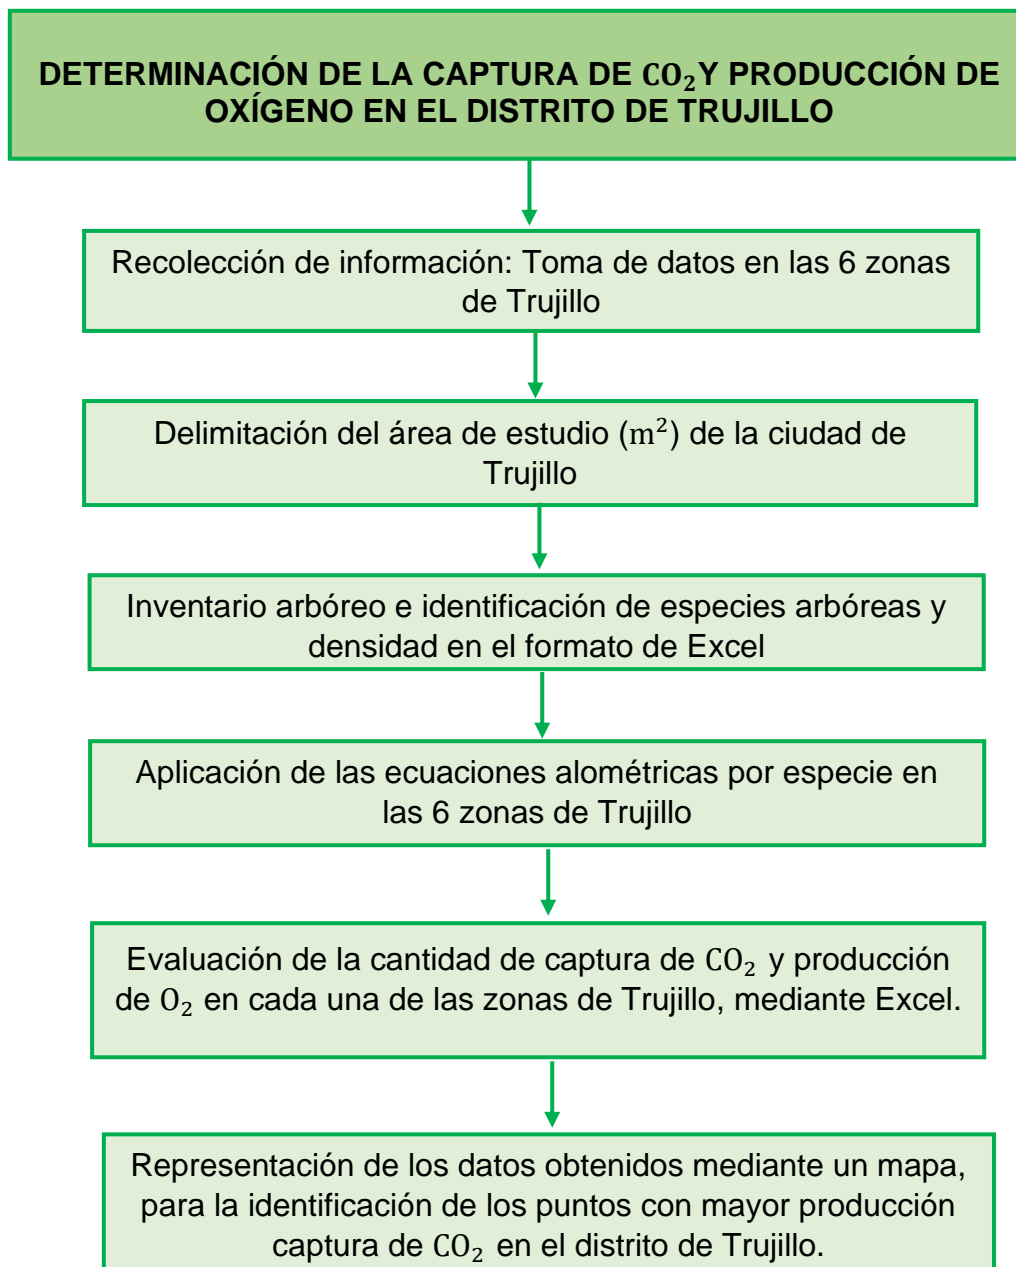 DETERMINACIÓN DE LA CAPTURA DE CO₂Y PRODUCCIÓN DE
OXÍGENO EN EL DISTRITO DE TRUJILLO
Recolección de información: Toma de datos en las 6 zonas
de Trujillo
Delimitación del área de estudio (m²) de la ciudad de
Trujillo
Inventario arbóreo e identificación de especies arbóreas y
densidad en el formato de Excel
Aplicación de las ecuaciones alométricas por especie en
las 6 zonas de Trujillo
Evaluación de la cantidad de captura de CO₂ y producción
de O₂ en cada una de las zonas de Trujillo, mediante Excel.
Representación de los datos obtenidos mediante un mapa,
para la identificación de los puntos con mayor producción
captura de CO₂ en el distrito de Trujillo.